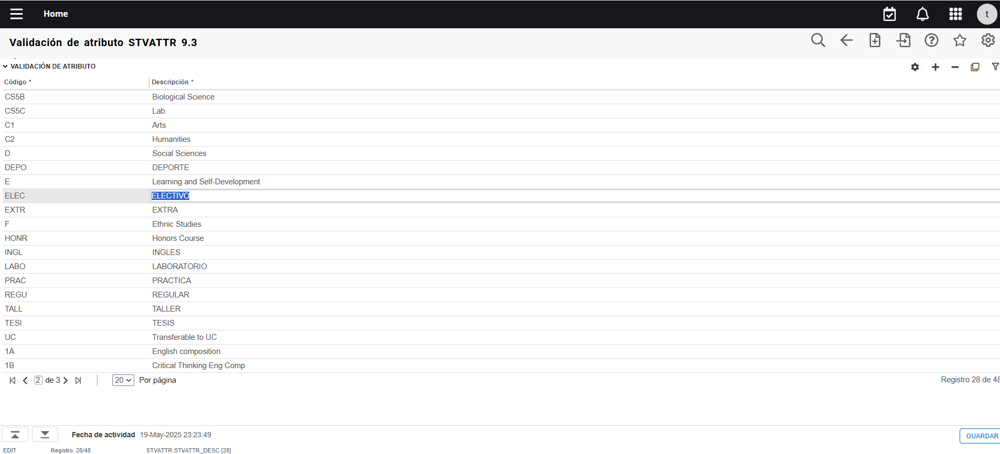 Home
t
Validación de atributo STVATTR 9.3
VALIDACIÓN DE ATRIBUTO
Código * Descripción *
CS5B Biological Science
CS5C Lab
C1 Arts
C2 Humanities
D Social Sciences
DEPO DEPORTE
E Learning and Self-Development
ELEC ELECTIVO
EXTR EXTRA
F Ethnic Studies
HONR Honors Course
INGL INGLES
LABO LABORATORIO
PRAC PRACTICA
REGU REGULAR
TALL TALLER
TESI TESIS
UC Transferable to UC
1A English composition
1B Critical Thinking Eng Comp
2 de 3 20 Por página Registro 28 de 48
Fecha de actividad 19-May-2025 23:23:49 GUARDAR
EDIT Registro: 28/48 STVATTR.STVATTR_DESC [28]